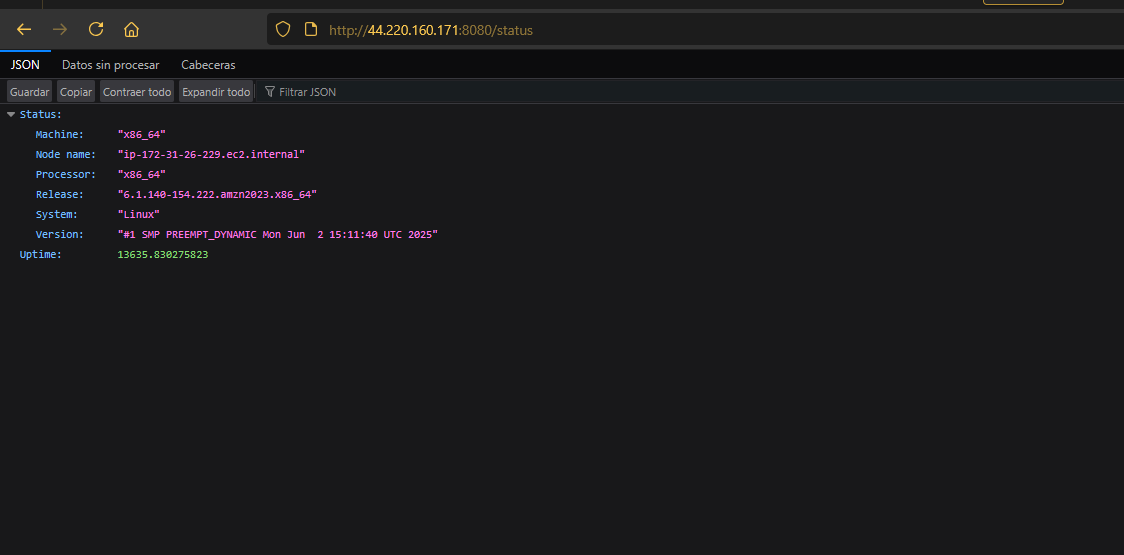 http://44.220.160.171:8080/status
JSON Datos sin procesar Cabeceras
Guardar Copiar Contraer todo Expandir todo Filtrar JSON
Status:
Machine: "x86_64"
Node name: "ip-172-31-26-229.ec2.internal"
Processor: "x86_64"
Release: "6.1.140-154.222.amzn2023.x86_64"
System: "Linux"
Version: "#1 SMP PREEMPT_DYNAMIC Mon Jun  2 15:11:40 UTC 2025"
Uptime: 13635.830275823